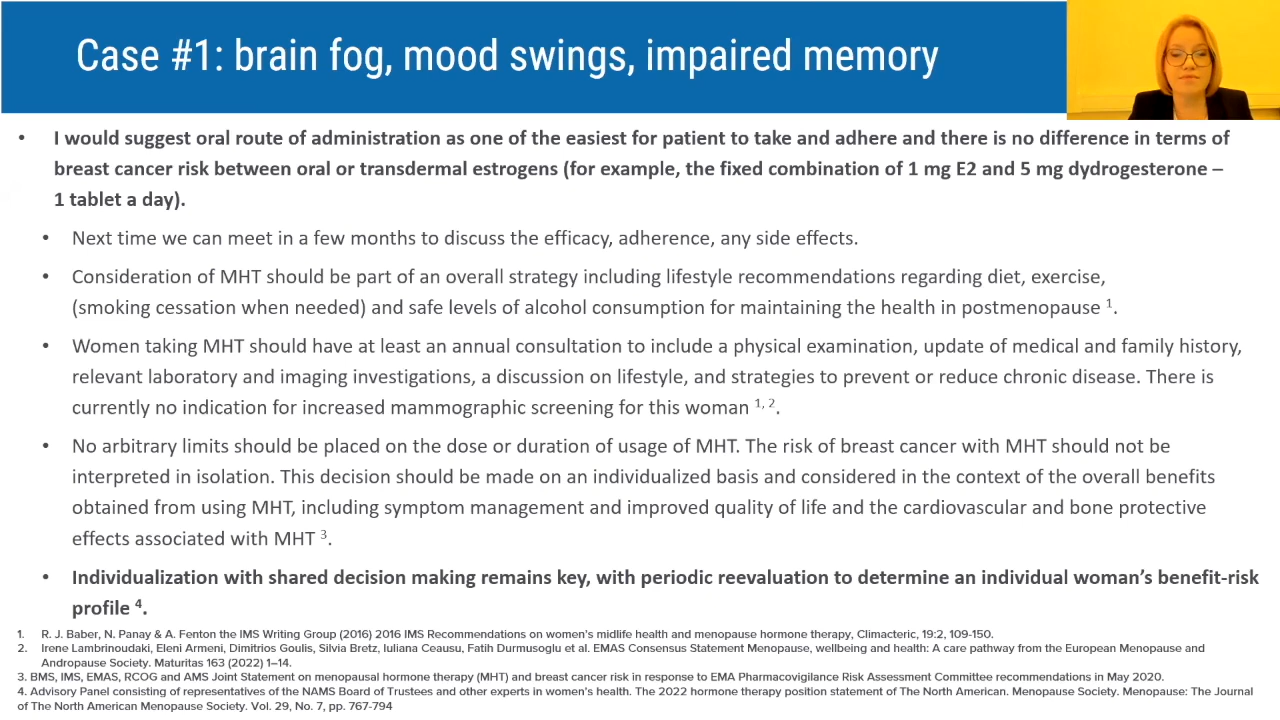 Case #1: brain fog, mood swings, impaired memory
• I would suggest oral route of administration as one of the easiest for patient to take and adhere and there is no difference in terms of
breast cancer risk between oral or transdermal estrogens (for example, the fixed combination of 1 mg E2 and 5 mg dydrogesterone –
1 tablet a day).
• Next time we can meet in a few months to discuss the efficacy, adherence, any side effects.
• Consideration of MHT should be part of an overall strategy including lifestyle recommendations regarding diet, exercise,
(smoking cessation when needed) and safe levels of alcohol consumption for maintaining the health in postmenopause 1.
• Women taking MHT should have at least an annual consultation to include a physical examination, update of medical and family history,
relevant laboratory and imaging investigations, a discussion on lifestyle, and strategies to prevent or reduce chronic disease. There is
currently no indication for increased mammographic screening for this woman 1, 2.
• No arbitrary limits should be placed on the dose or duration of usage of MHT. The risk of breast cancer with MHT should not be
interpreted in isolation. This decision should be made on an individualized basis and considered in the context of the overall benefits
obtained from using MHT, including symptom management and improved quality of life and the cardiovascular and bone protective
effects associated with MHT 3.
• Individualization with shared decision making remains key, with periodic reevaluation to determine an individual woman's benefit-risk
profile 4.
1. R. J. Baber, N. Panay & A. Fenton the IMS Writing Group (2016) 2016 IMS Recommendations on women's midlife health and menopause hormone therapy, Climacteric, 19:2, 109-150.
2. Irene Lambrinoudaki, Eleni Armeni, Dimitrios Goulis, Silvia Bretz, Iuliana Ceausu, Fatih Durmusoglu et al. EMAS Consensus Statement Menopause, wellbeing and health: A care pathway from the European Menopause and
Andropause Society. Maturitas 163 (2022) 1–14.
3. BMS, IMS, EMAS, RCOG and AMS Joint Statement on menopausal hormone therapy (MHT) and breast cancer risk in response to EMA Pharmacovigilance Risk Assessment Committee recommendations in May 2020.
4. Advisory Panel consisting of representatives of the NAMS Board of Trustees and other experts in women's health. The 2022 hormone therapy position statement of The North American. Menopause Society. Menopause: The Journal
of The North American Menopause Society. Vol. 29, No. 7, pp. 767-794